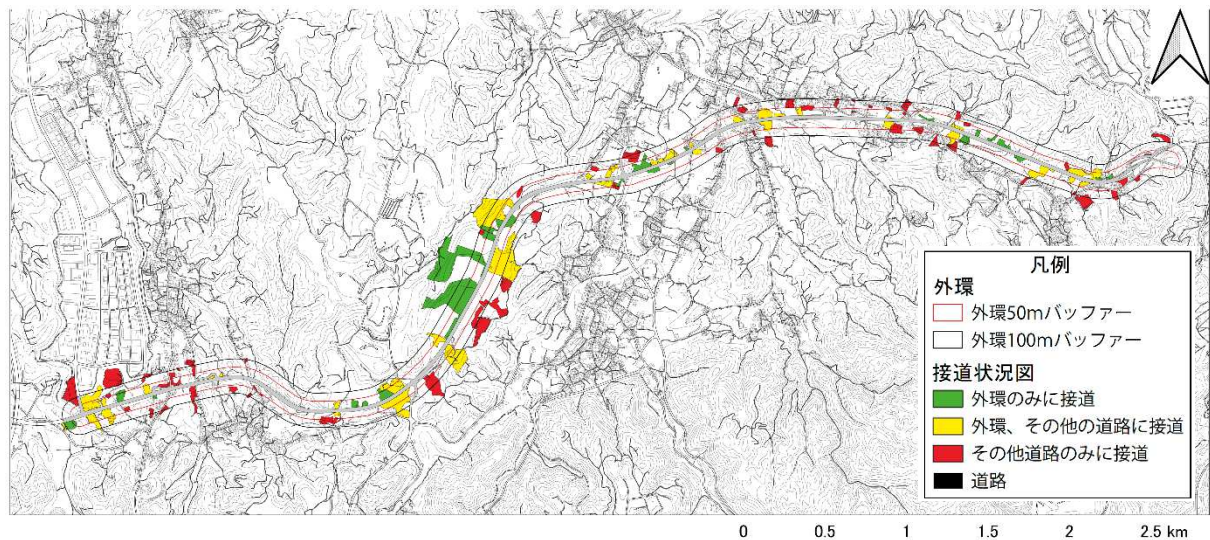 凡例
外環
外環50mバッファー
外環100mバッファー
接道状況図
外環のみに接道
外環、その他の道路に接道
その他道路のみに接道
道路
0 0.5 1 1.5 2 2.5 km